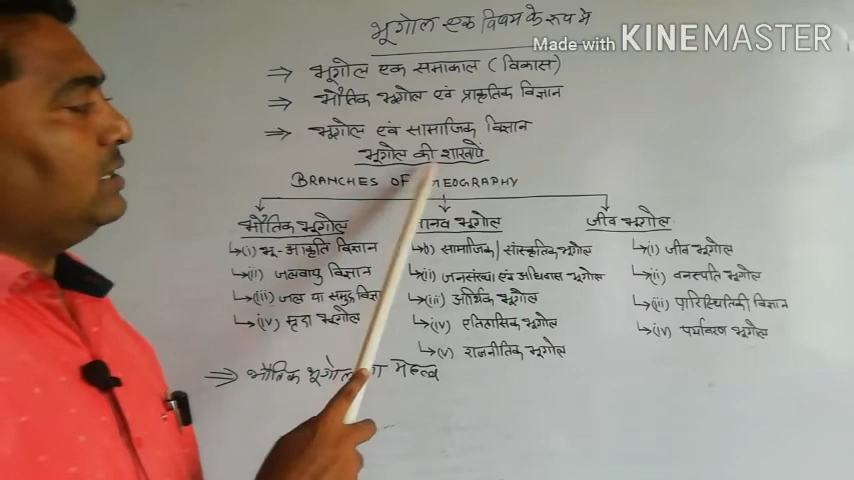 भूगोल एक विषय के रूप में
Made with KINEMASTER
⇒ भूगोल एक समाकाल (विकास)
⇒ भौतिक भूगोल एवं प्राकृतिक विज्ञान
⇒ भूगोल एवं सामाजिक विज्ञान
भूगोल की शाखायें
BRANCHES OF GEOGRAPHY
भौतिक भूगोल
(i) भू-आकृति विज्ञान
(ii) जलवायु विज्ञान
(iii) जल या समुद्र
(iv) मृदा भूगोल
मानव भूगोल
(i) सामाजिक/सांस्कृतिक भूगोल
(ii) जनसंख्या एवं अधिवास भूगोल
(iii) आर्थिक भूगोल
(iv) एतिहासिक भूगोल
(v) राजनीतिक भूगोल
जीव भूगोल
(i) जीव भूगोल
(ii) वनस्पति भूगोल
(iii) पारिस्थितिकी विज्ञान
(iv) पर्यावरण भूगोल
⇒ भौतिक भूगोल का महत्व